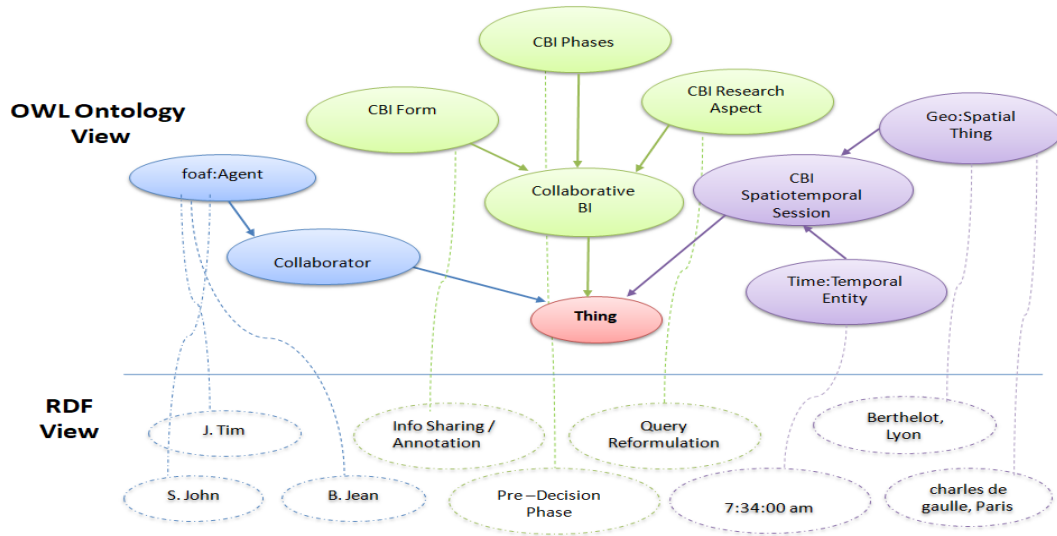 CBI Phases
CBI Form
CBI Research
Aspect
OWL Ontology
View
Geo:Spatial
Thing
foaf:Agent
Collaborative
BI
CBI
Spatiotemporal
Session
Collaborator
Time:Temporal
Entity
Thing
RDF
View
J. Tim
Info Sharing /
Annotation
Query
Reformulation
Berthelot,
Lyon
S. John
B. Jean
Pre –Decision
Phase
7:34:00 am
charles de
gaulle, Paris